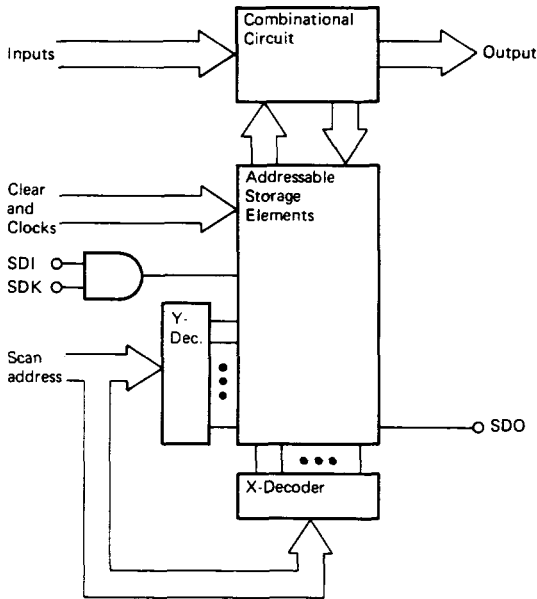 Combinational
Circuit
Inputs
Output
Addressable
Storage
Elements
Clear
and
Clocks
SDI
SDK
Y-
Dec.
Scan
address
SDO
X-Decoder